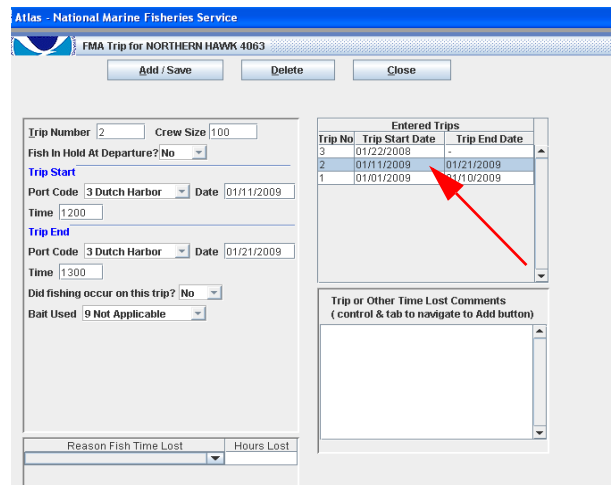 Atlas - National Marine Fisheries Service
FMA Trip for NORTHERN HAWK 4063
Add / Save Delete Close
Trip Number 2 Crew Size 100
Fish In Hold At Departure? No
Trip Start
Port Code 3 Dutch Harbor Date 01/11/2009
Time 1200
Trip End
Port Code 3 Dutch Harbor Date 01/21/2009
Time 1300
Did fishing occur on this trip? No
Bait Used 9 Not Applicable
Reason Fish Time Lost Hours Lost
Entered Trips
Trip No Trip Start Date Trip End Date
3 01/22/2008 -
2 01/11/2009 01/21/2009
1 01/01/2009 01/10/2009
Trip or Other Time Lost Comments
( control & tab to navigate to Add button)